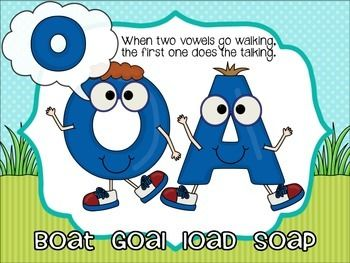 O
When two vowels go walking,
the first one does the talking.
OA
Boat Goal load Soap